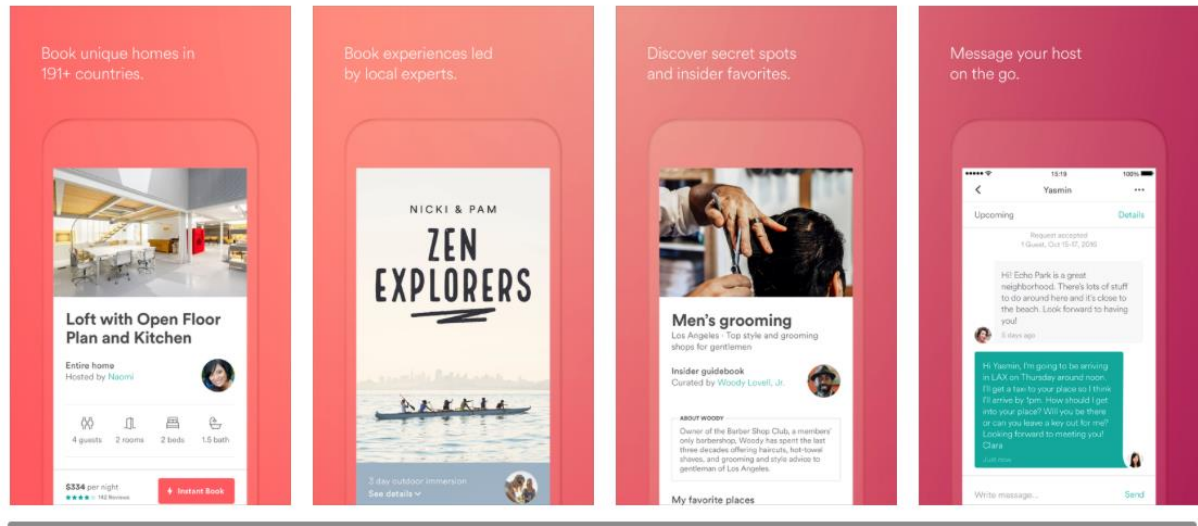 Book unique homes in
191+ countries.
Loft with Open Floor
Plan and Kitchen
Entire home
Hosted by Naomi
4 guests 2 rooms 2 beds 1.5 bath
$334 per night
142 Reviews
Instant Book
Book experiences led
by local experts.
NICKI & PAM
ZEN
EXPLORERS
3 day outdoor immersion
See details
Discover secret spots
and insider favorites.
Men's grooming
Los Angeles · Top style and grooming
shops for gentlemen
Insider guidebook
Curated by Woody Lovell, Jr.
ABOUT WOODY
Owner of the Barber Shop Club, a members'
only barbershop, Woody has spent the last
three decades offering haircuts, hot-towel
shaves, and grooming and style advice to
gentleman of Los Angeles.
My favorite places
Message your host
on the go.
15:19 100%
Yasmin
Upcoming Details
Request accepted
1 Guest, Oct 15-17, 2016
Hi! Echo Park is a great
neighborhood. There's lots of stuff
to do around here and it's close to
the beach. Look forward to having
you!
5 days ago
Hi Yasmin, I'm going to be arriving
in LAX on Thursday around noon.
I'll get a taxi to your place so I think
I'll arrive by 1pm. How should I get
into your place? Will you be there
or can you leave a key out for me?
Looking forward to meeting you!
Clara
Just now
Write message... Send